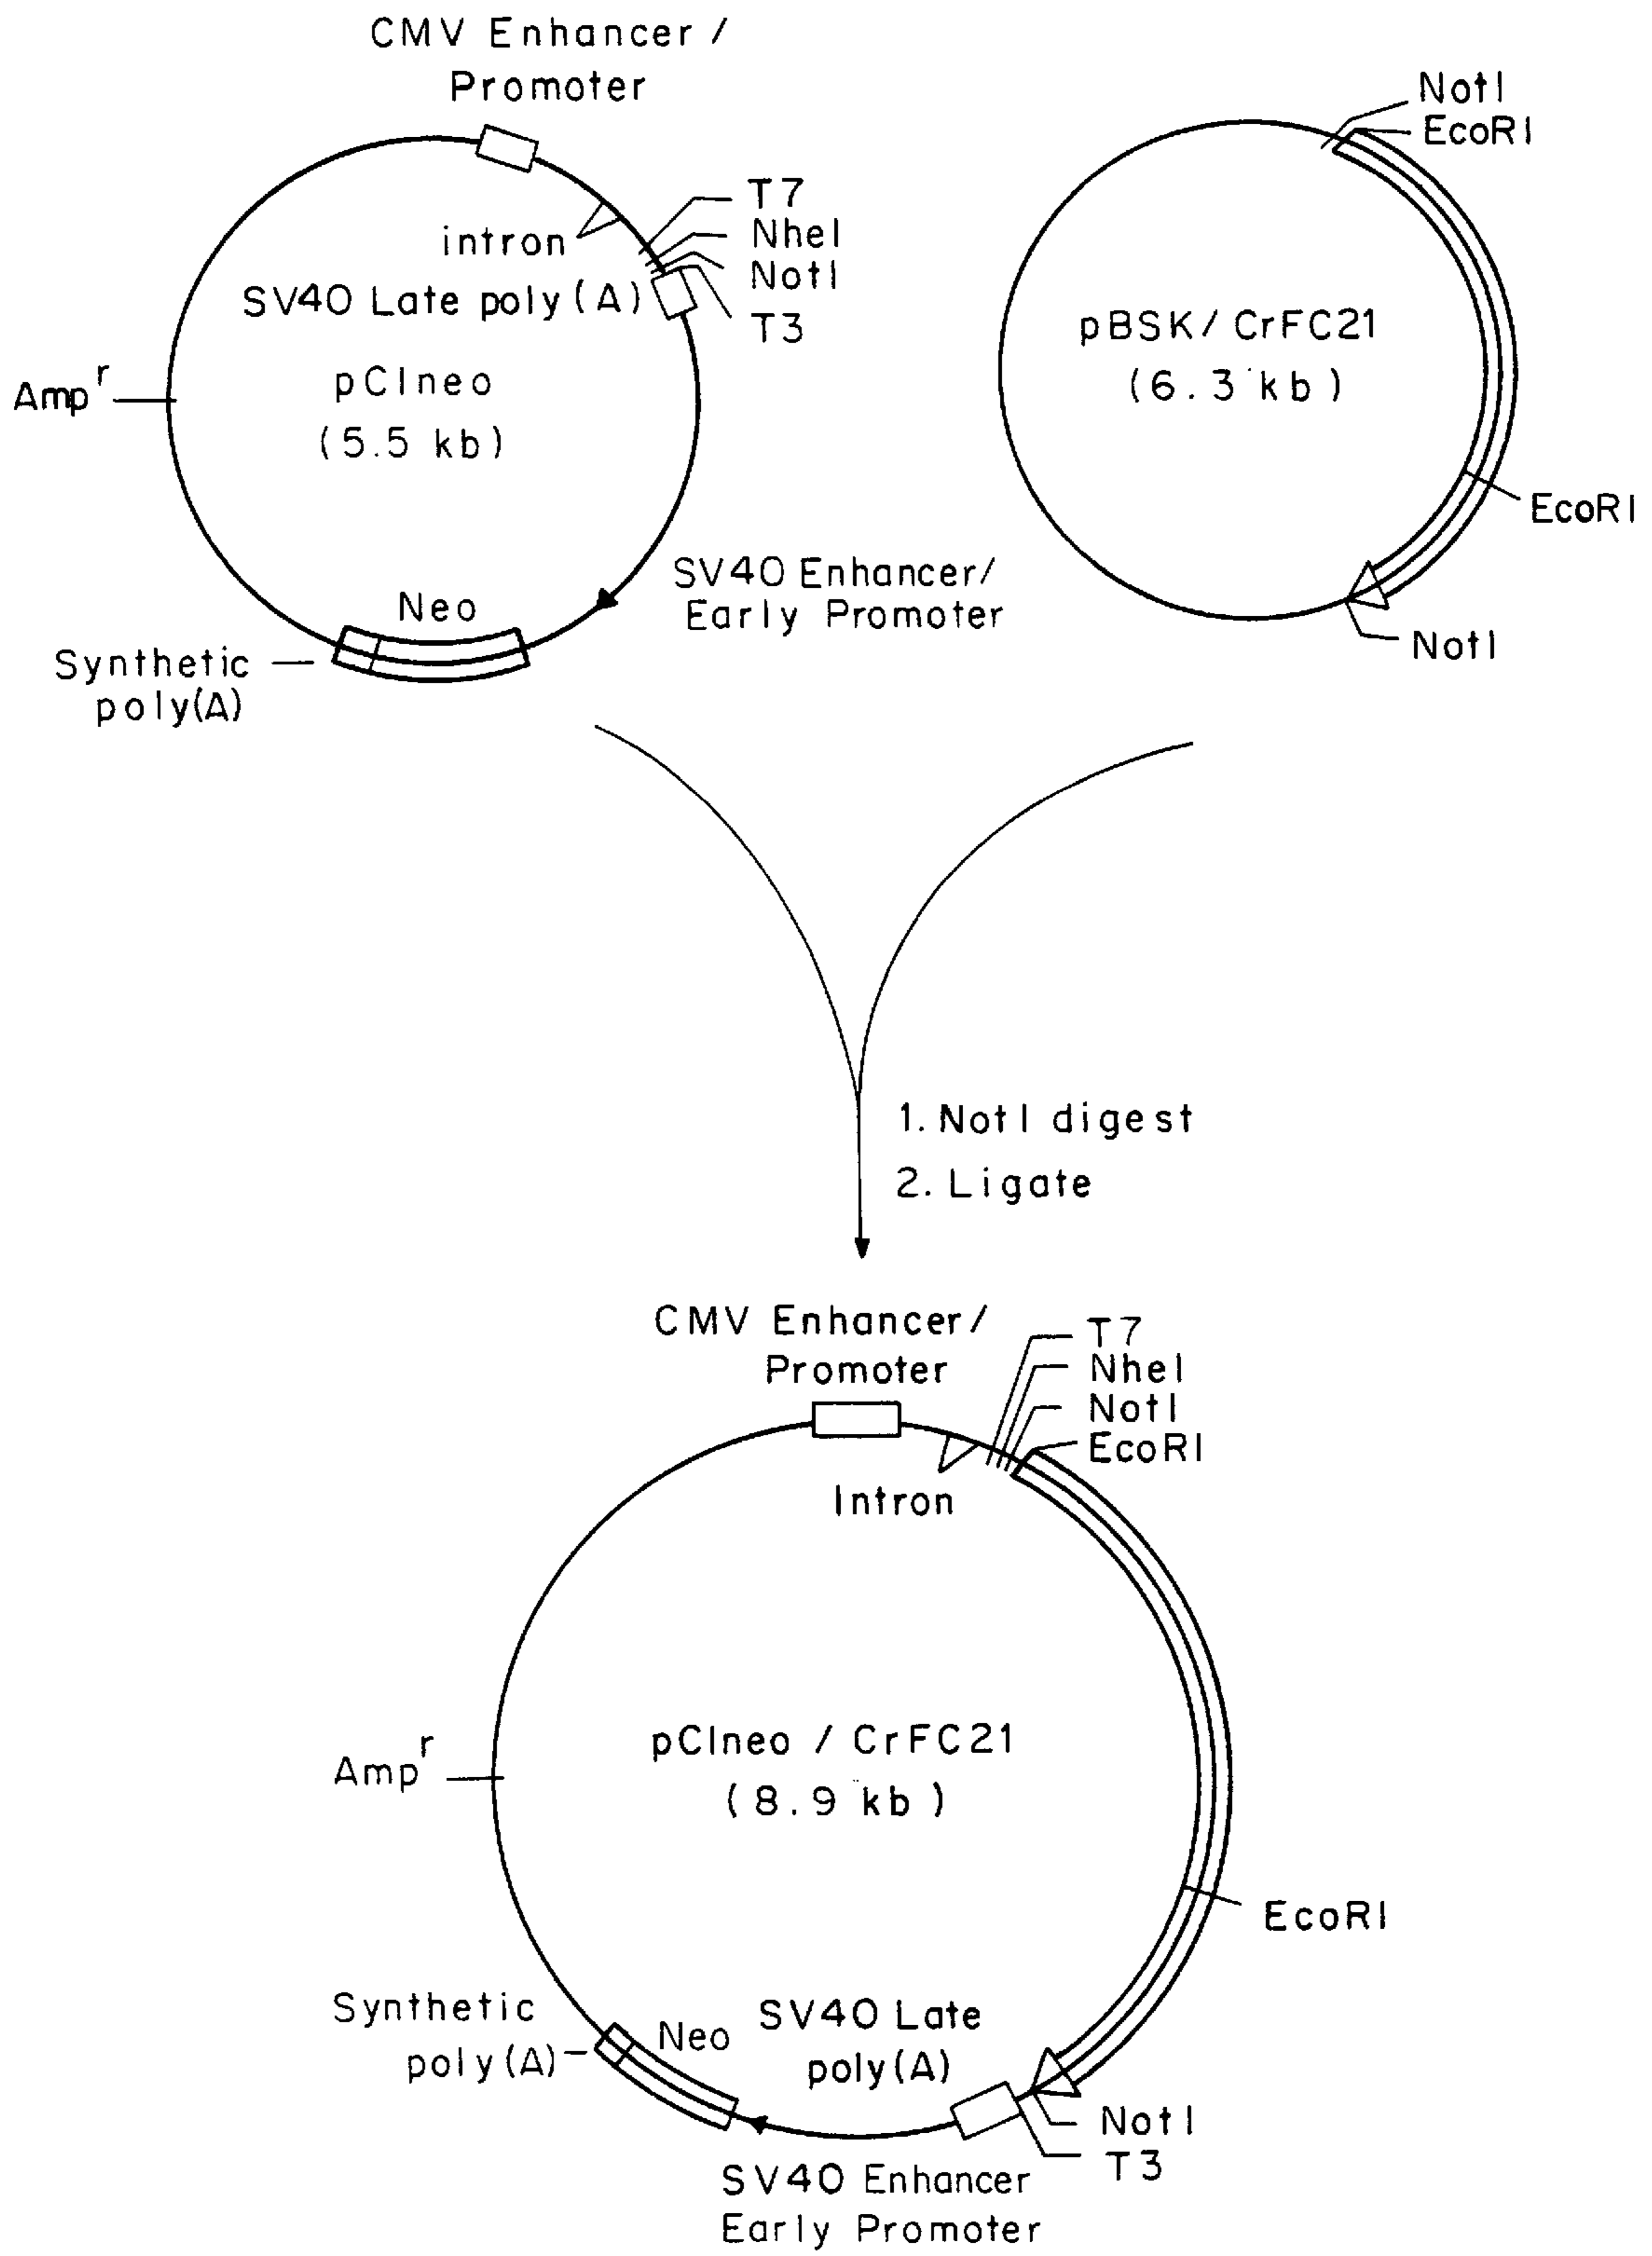 CMV Enhancer /
Promoter
T7
NheI
NotI
T3
intron
SV40 Late poly (A)
pCIneo
(5.5 kb)
Amp r
SV40 Enhancer/
Early Promoter
Neo
Synthetic
poly(A)
NotI
EcoRI
pBSK/ CrFC21
(6.3 kb)
EcoRI
NotI
1. NotI digest
2. Ligate
CMV Enhancer/
Promoter
T7
NheI
NotI
EcoRI
Intron
pCIneo / CrFC21
(8.9 kb)
Amp r
EcoRI
Synthetic
poly(A)
Neo
SV40 Late
poly(A)
NotI
T3
SV40 Enhancer
Early Promoter